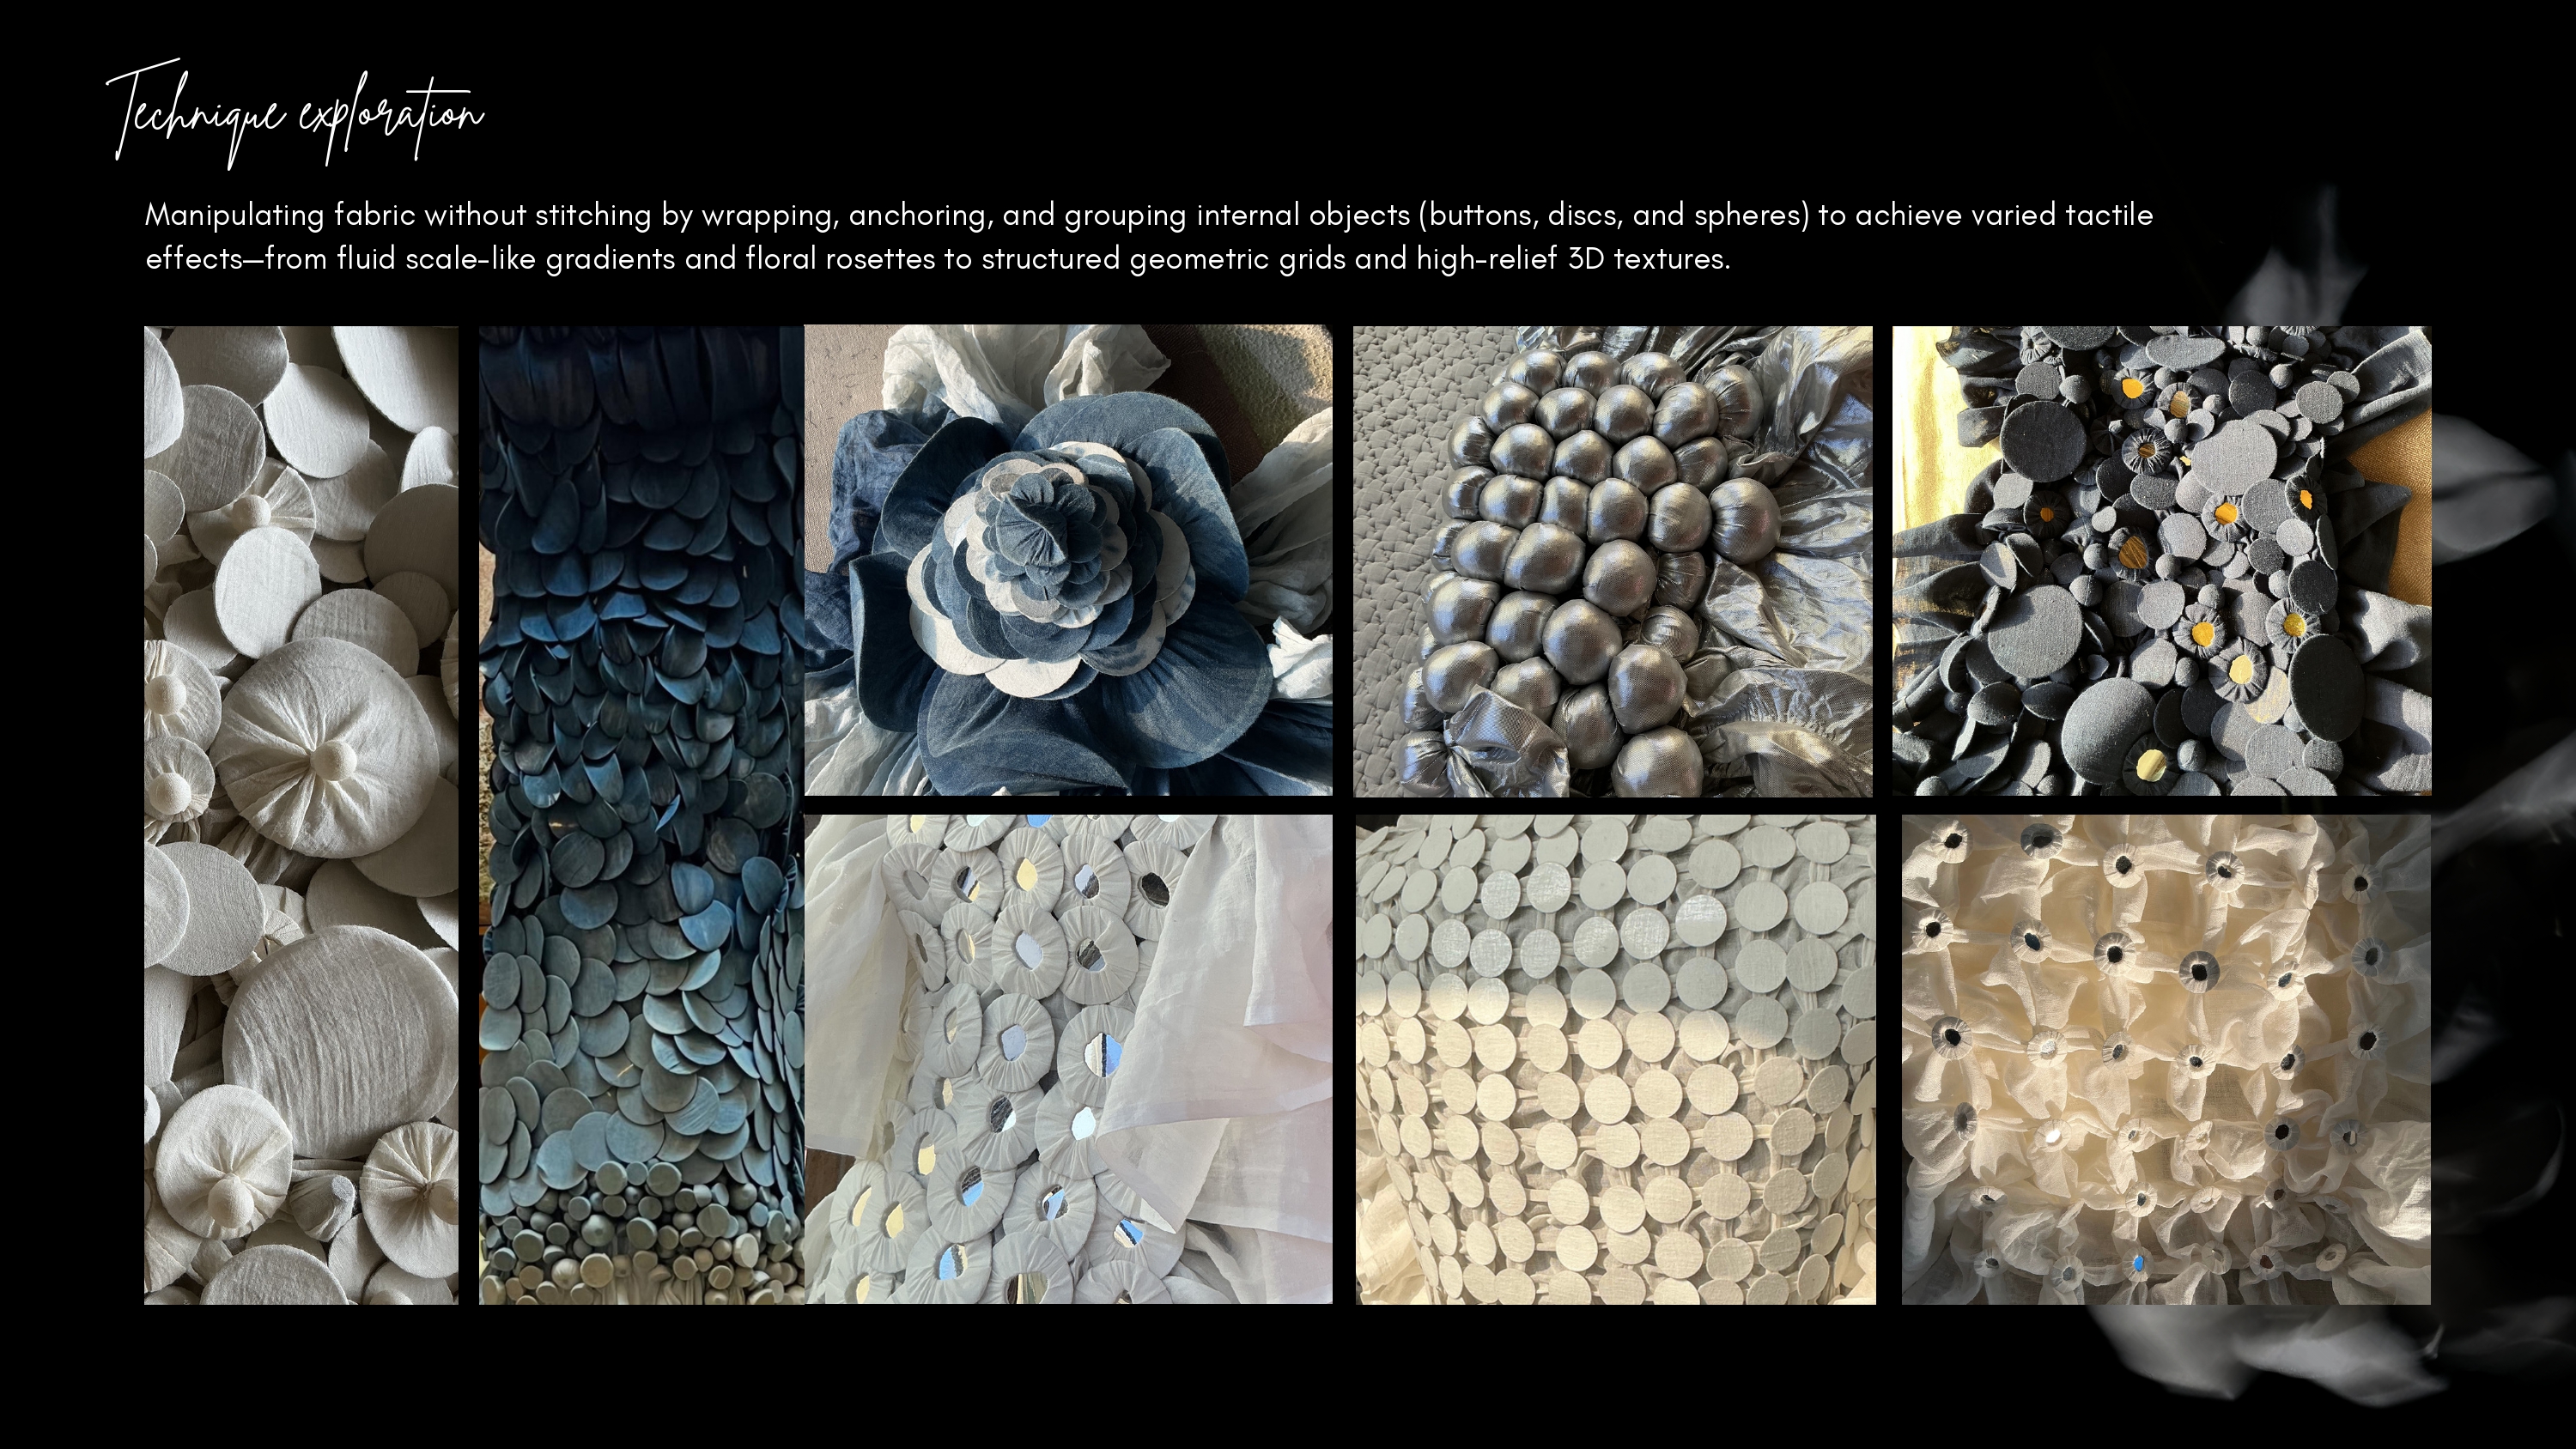 Technique exploration
Manipulating fabric without stitching by wrapping, anchoring, and grouping internal objects (buttons, discs, and spheres) to achieve varied tactile
effects—from fluid scale-like gradients and floral rosettes to structured geometric grids and high-relief 3D textures.